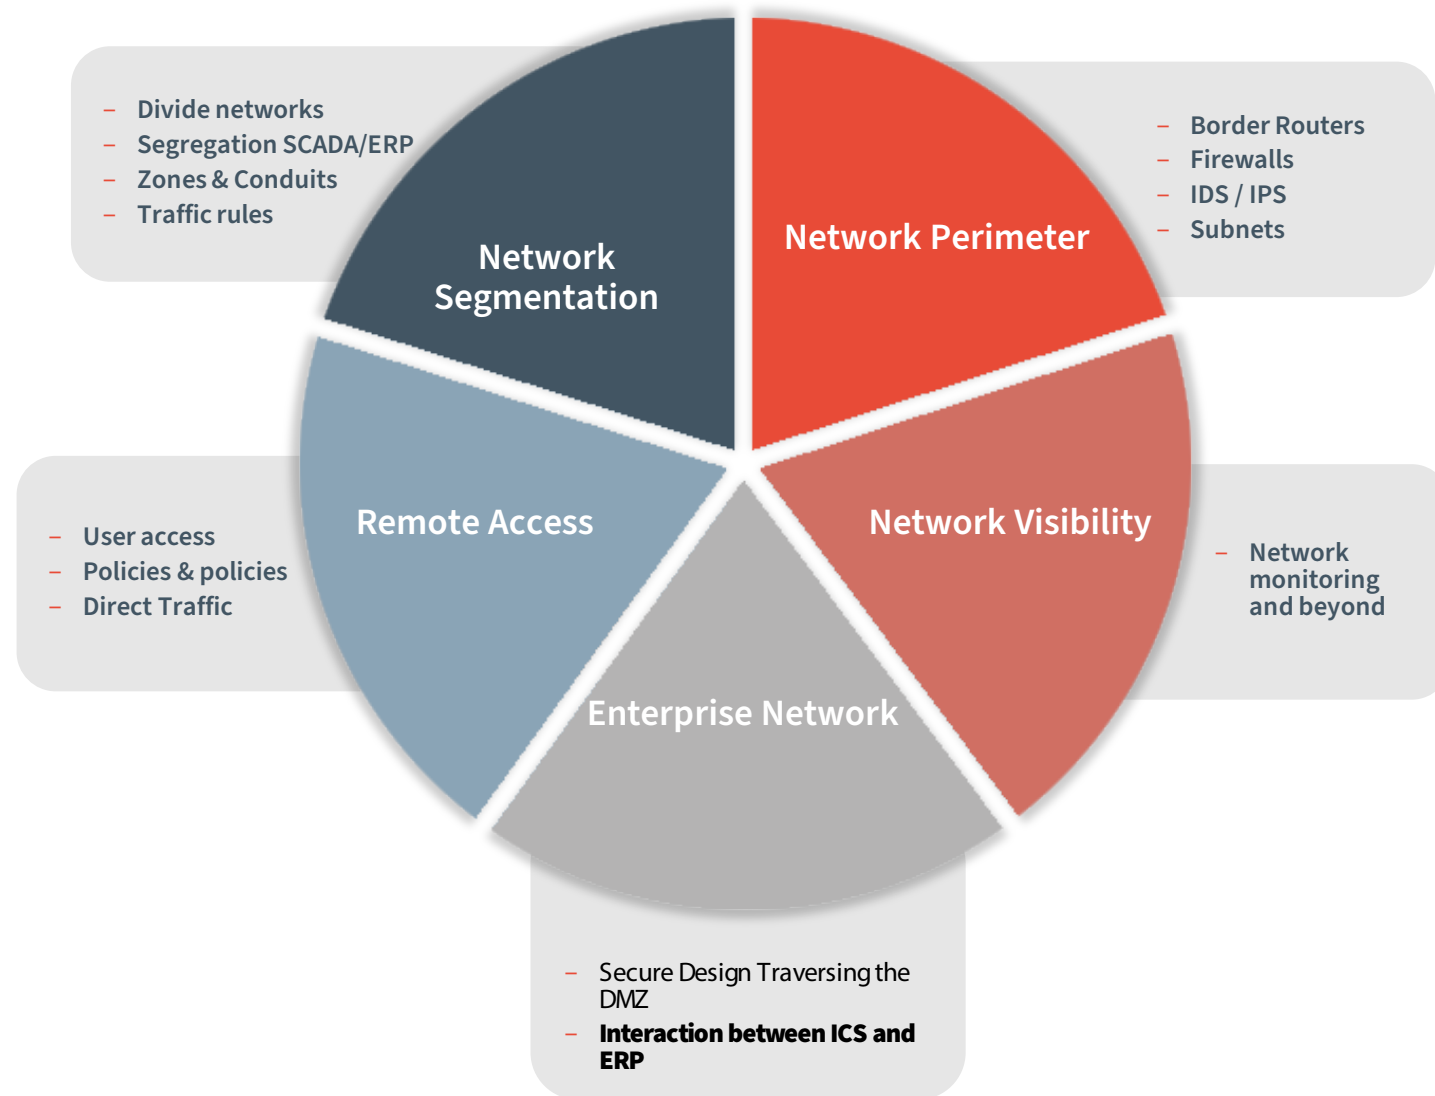 – Divide networks
– Segregation SCADA/ERP
– Zones & Conduits
– Traffic rules
Network
Segmentation
Network Perimeter
– Border Routers
– Firewalls
– IDS / IPS
– Subnets
– User access
– Policies & policies
– Direct Traffic
Remote Access
Network Visibility
– Network
monitoring
and beyond
Enterprise Network
– Secure Design Traversing the
DMZ
– Interaction between ICS and
ERP